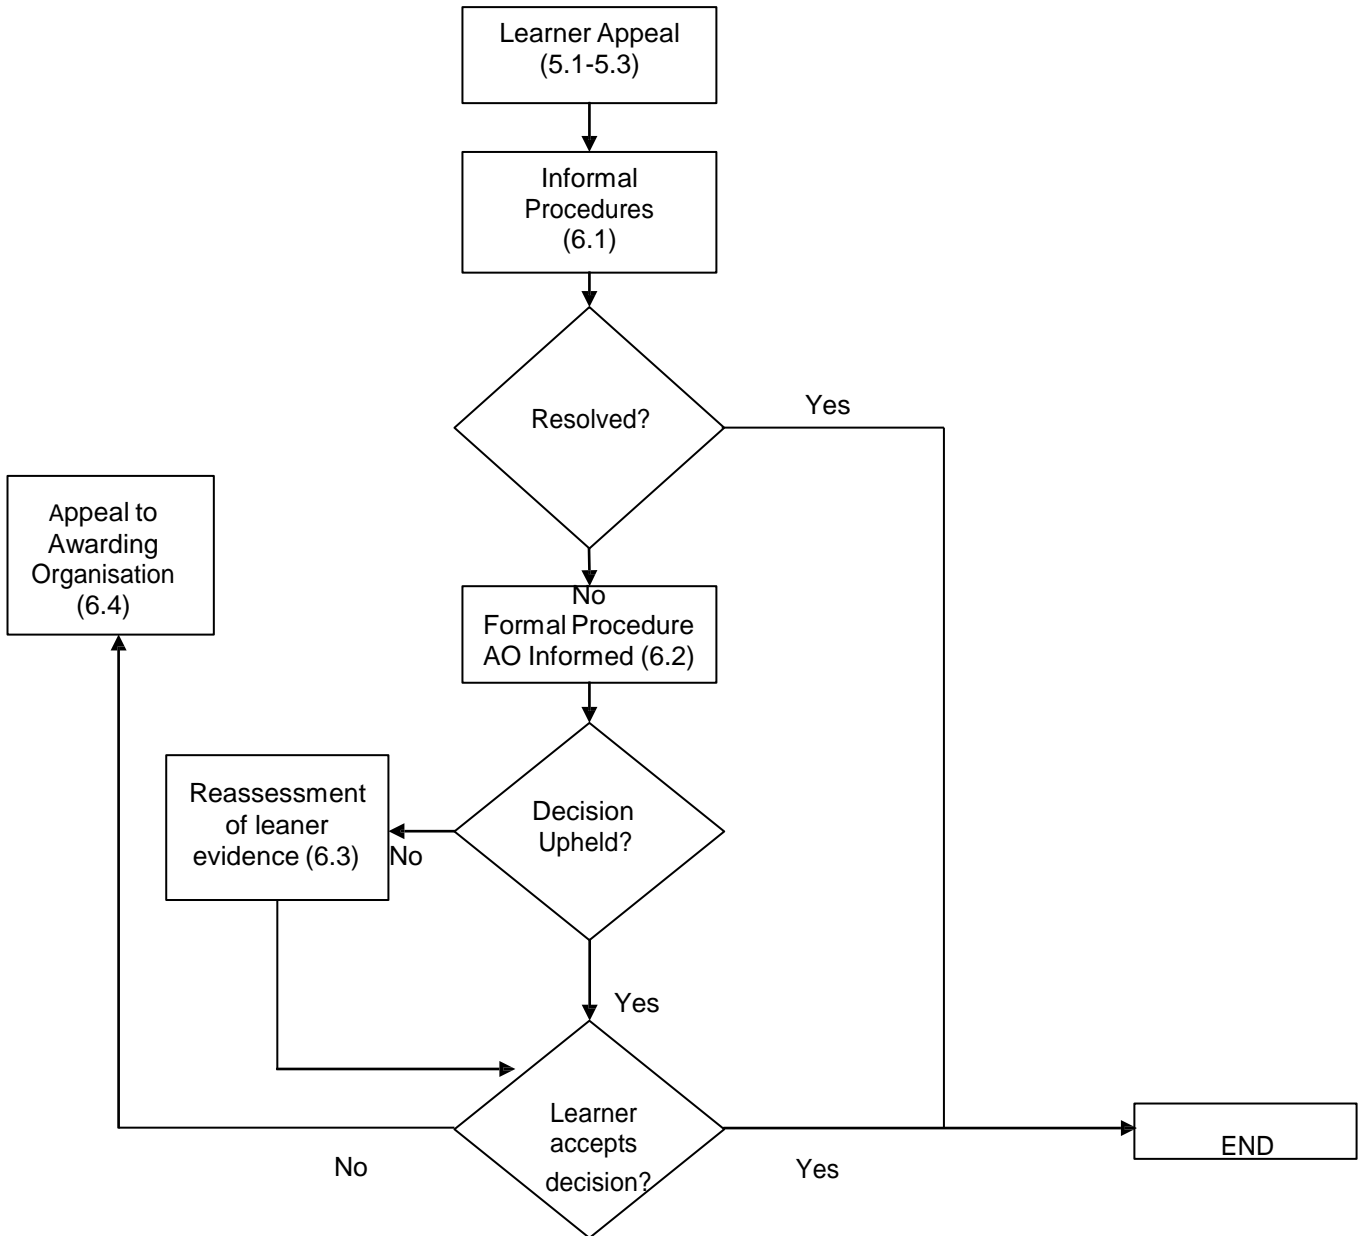 Learner Appeal
(5.1-5.3)
Informal
Procedures
(6.1)
Resolved?
Yes
Appeal to
Awarding
Organisation
(6.4)
No
Formal Procedure
AO Informed (6.2)
Decision
Upheld?
Reassessment
of leaner
evidence (6.3)
No
Yes
Learner
accepts
decision?
No
Yes
END